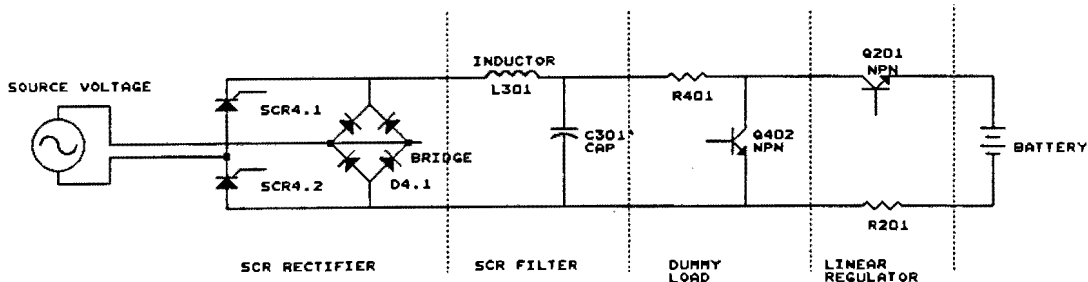 SOURCE VOLTAGE
SCR4.1
SCR4.2
BRIDGE
D4.1
INDUCTOR
L301
C301
CAP
R401
Q402
NPN
Q201
NPN
R201
BATTERY
SCR RECTIFIER
SCR FILTER
DUMMY
LOAD
LINEAR
REGULATOR